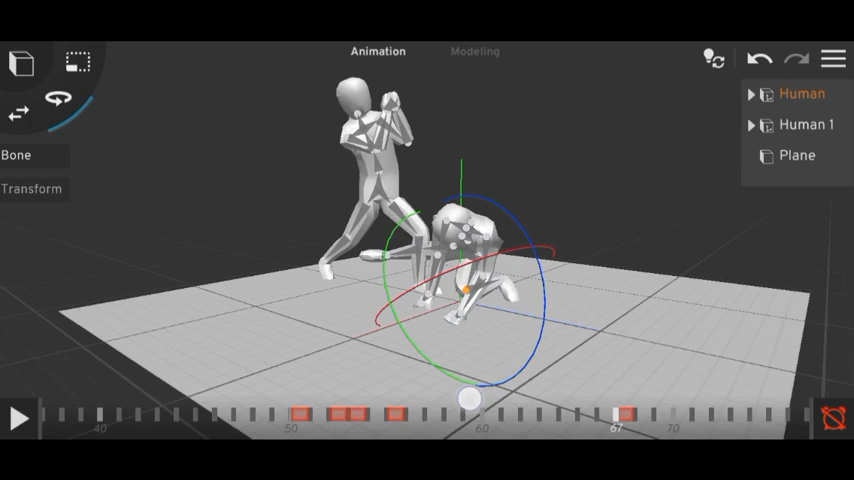 Animation
Modeling
Human
Bone
Human 1
Transform
Plane
40
50
60
67
70